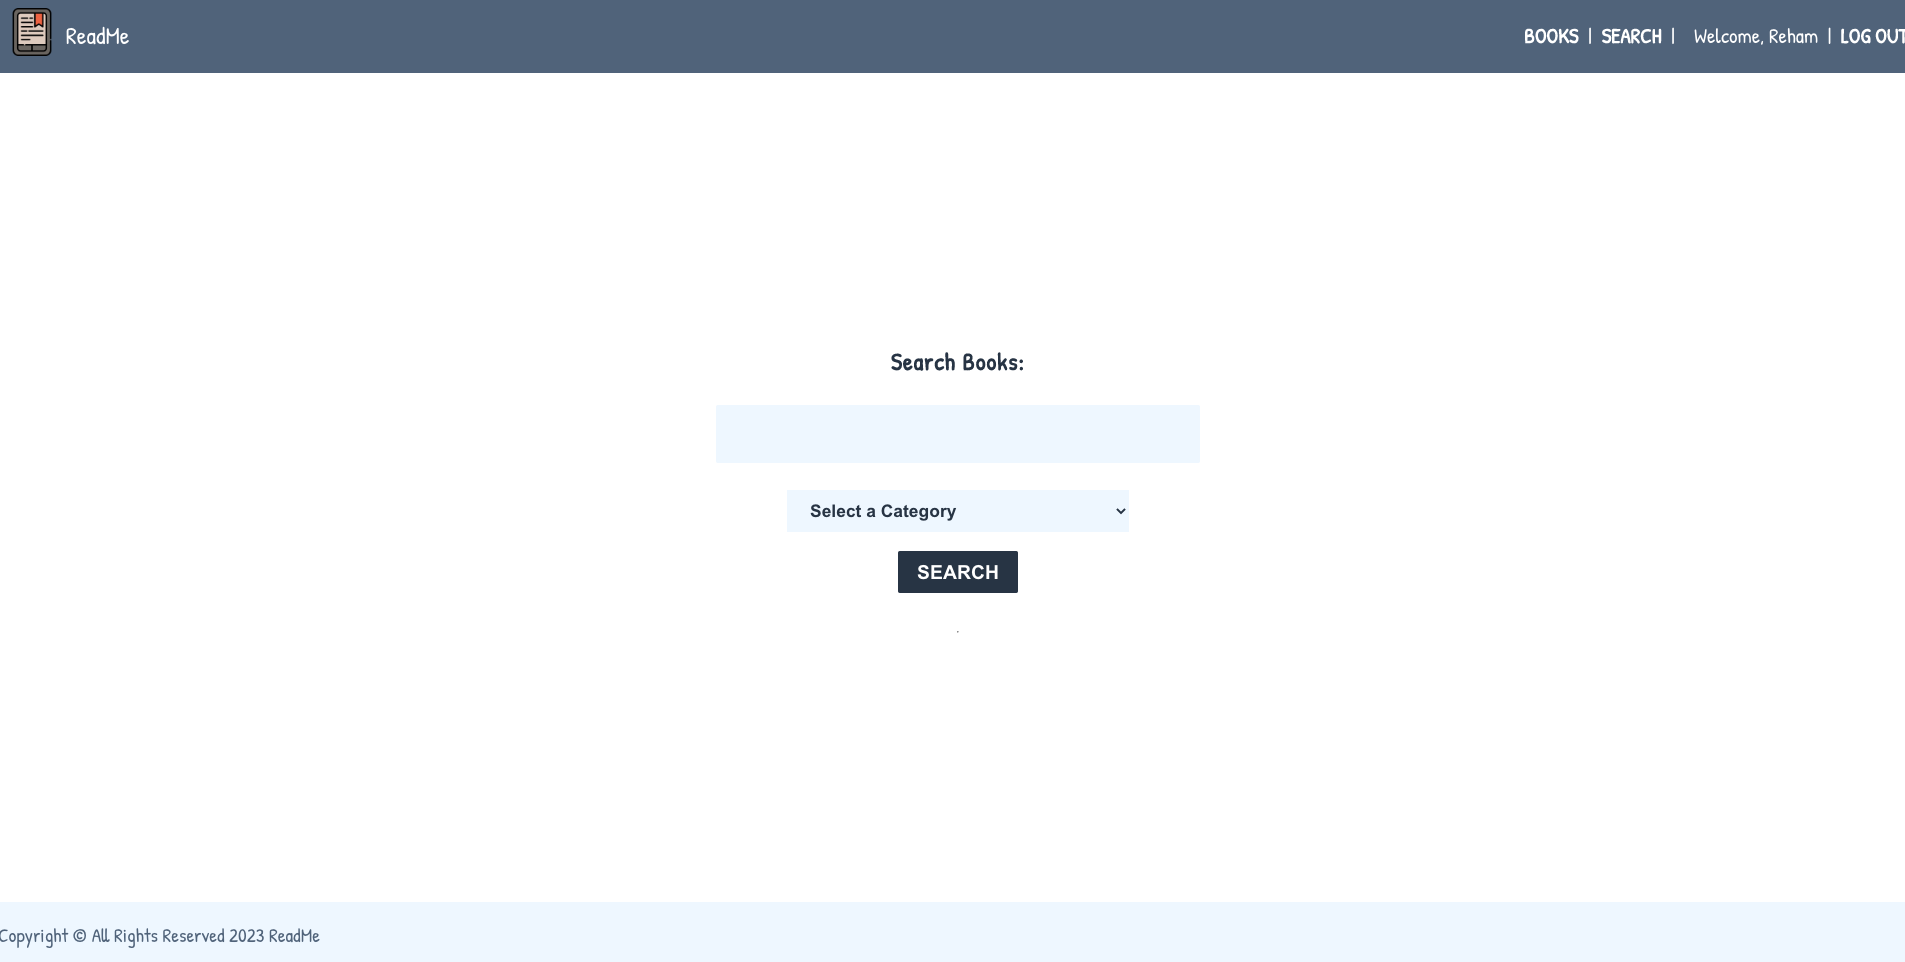 ReadMe
BOOKS | SEARCH | Welcome, Reham | LOG OUT
Search Books:
Select a Category
SEARCH
Copyright © All Rights Reserved 2023 ReadMe